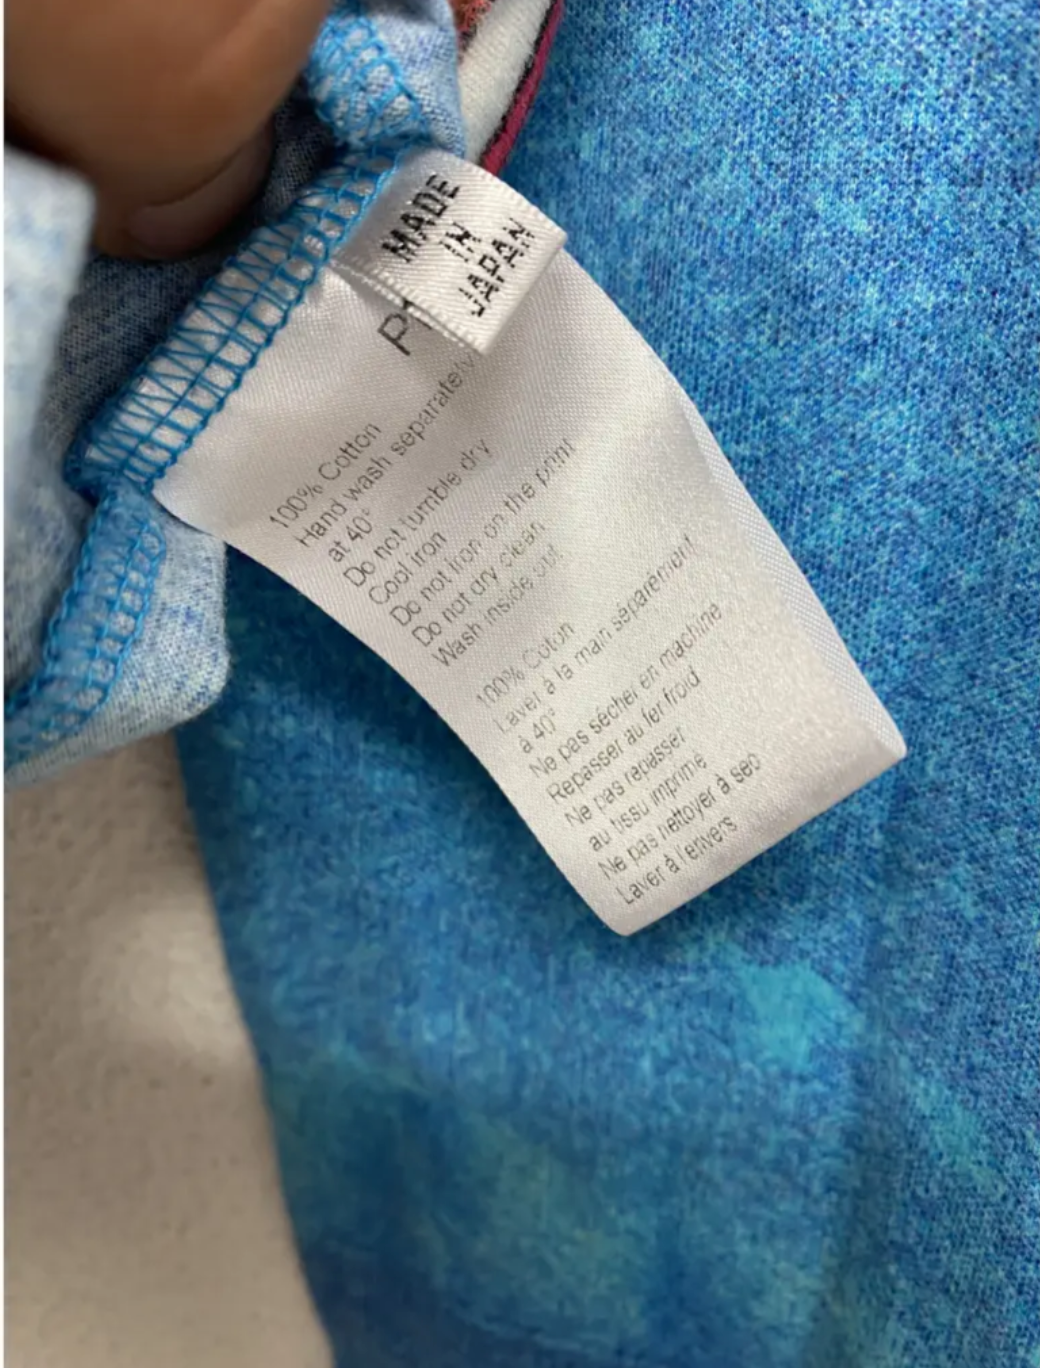 MADE
IN
JAPAN
100% Cotton
Hand wash separately
at 40°
Do not tumble dry
Cool iron
Do not iron on the print
Do not dry clean
Wash inside out
100% Coton
Laver à la main séparement
à 40°
Ne pas sécher en machine
Repasser au fer froid
Ne pas repasser
au tissu imprimé
Ne pas nettoyer à sec
Laver à l'envers